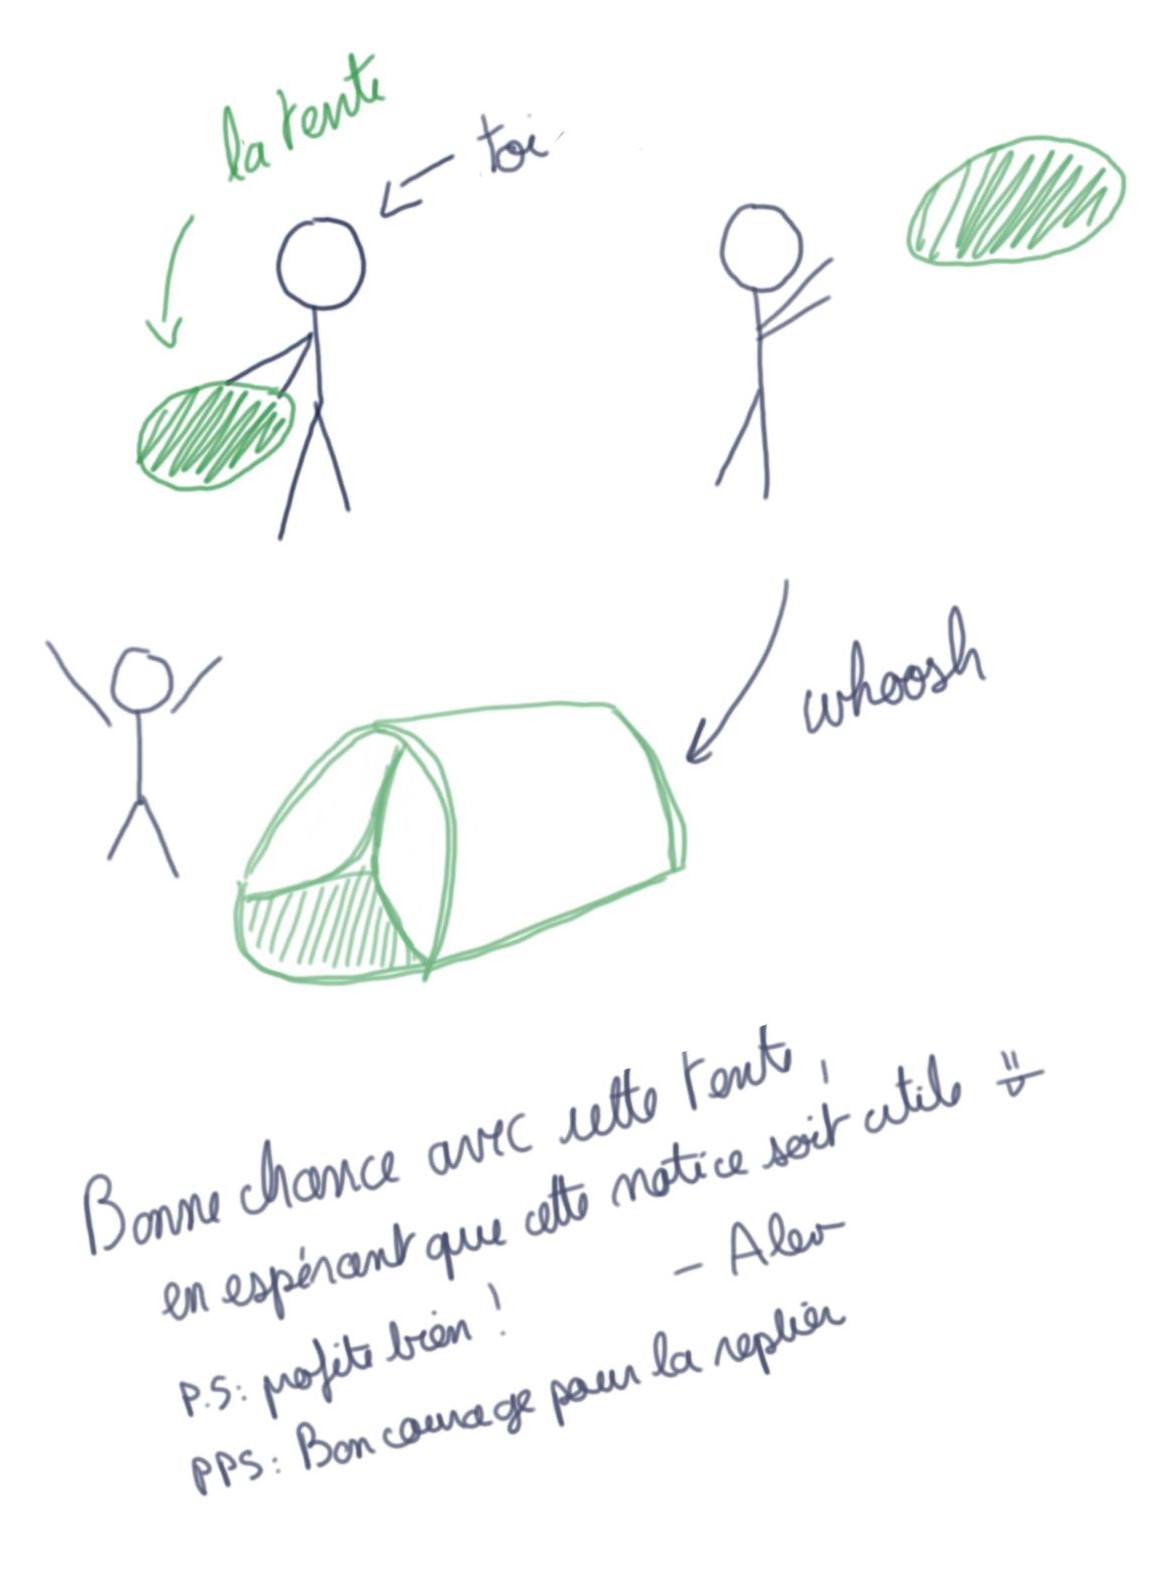 la tente
toi
whoosh
Bonne chance avec cette tente,
en espérant que cette notice soit utile
- Alex
P.S: profite bien !
PPS: Bon courage pour la replier